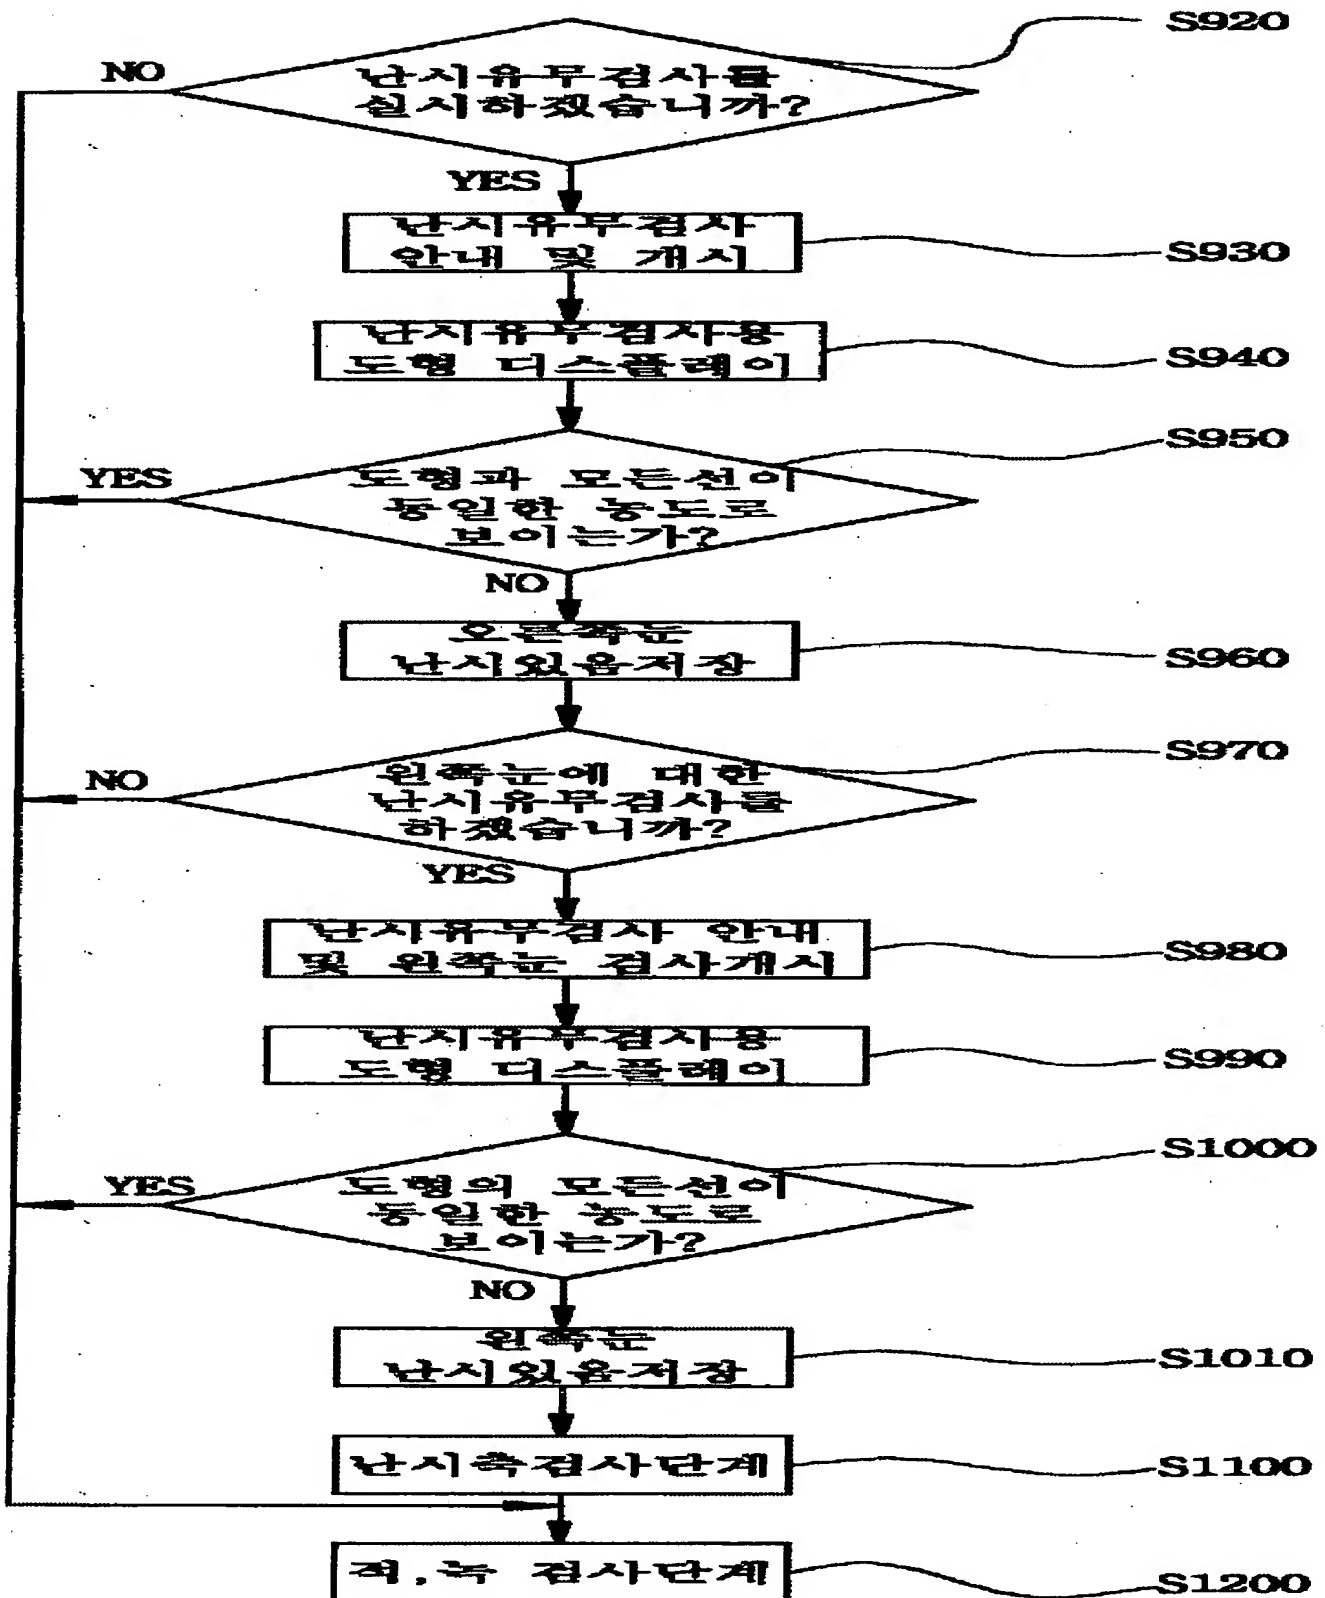 S920
NO
난시유무검사를
실시하겠습니까?
YES
난시유무검사
안내 및 개시
S930
난시유무검사용
도형 디스플레이
S940
S950
YES
도형과 모든선이
동일한 농도로
보이는가?
NO
오른쪽눈
난시있음저장
S960
S970
NO
왼쪽눈에 대한
난시유무검사를
하겠습니까?
YES
난시유무검사 안내
및 왼쪽눈 검사개시
S980
난시유무검사용
도형 디스플레이
S990
S1000
YES
도형의 모든선이
동일한 농도로
보이는가?
NO
왼쪽눈
난시있음저장
S1010
난시축검사단계
S1100
적,녹 검사단계
S1200